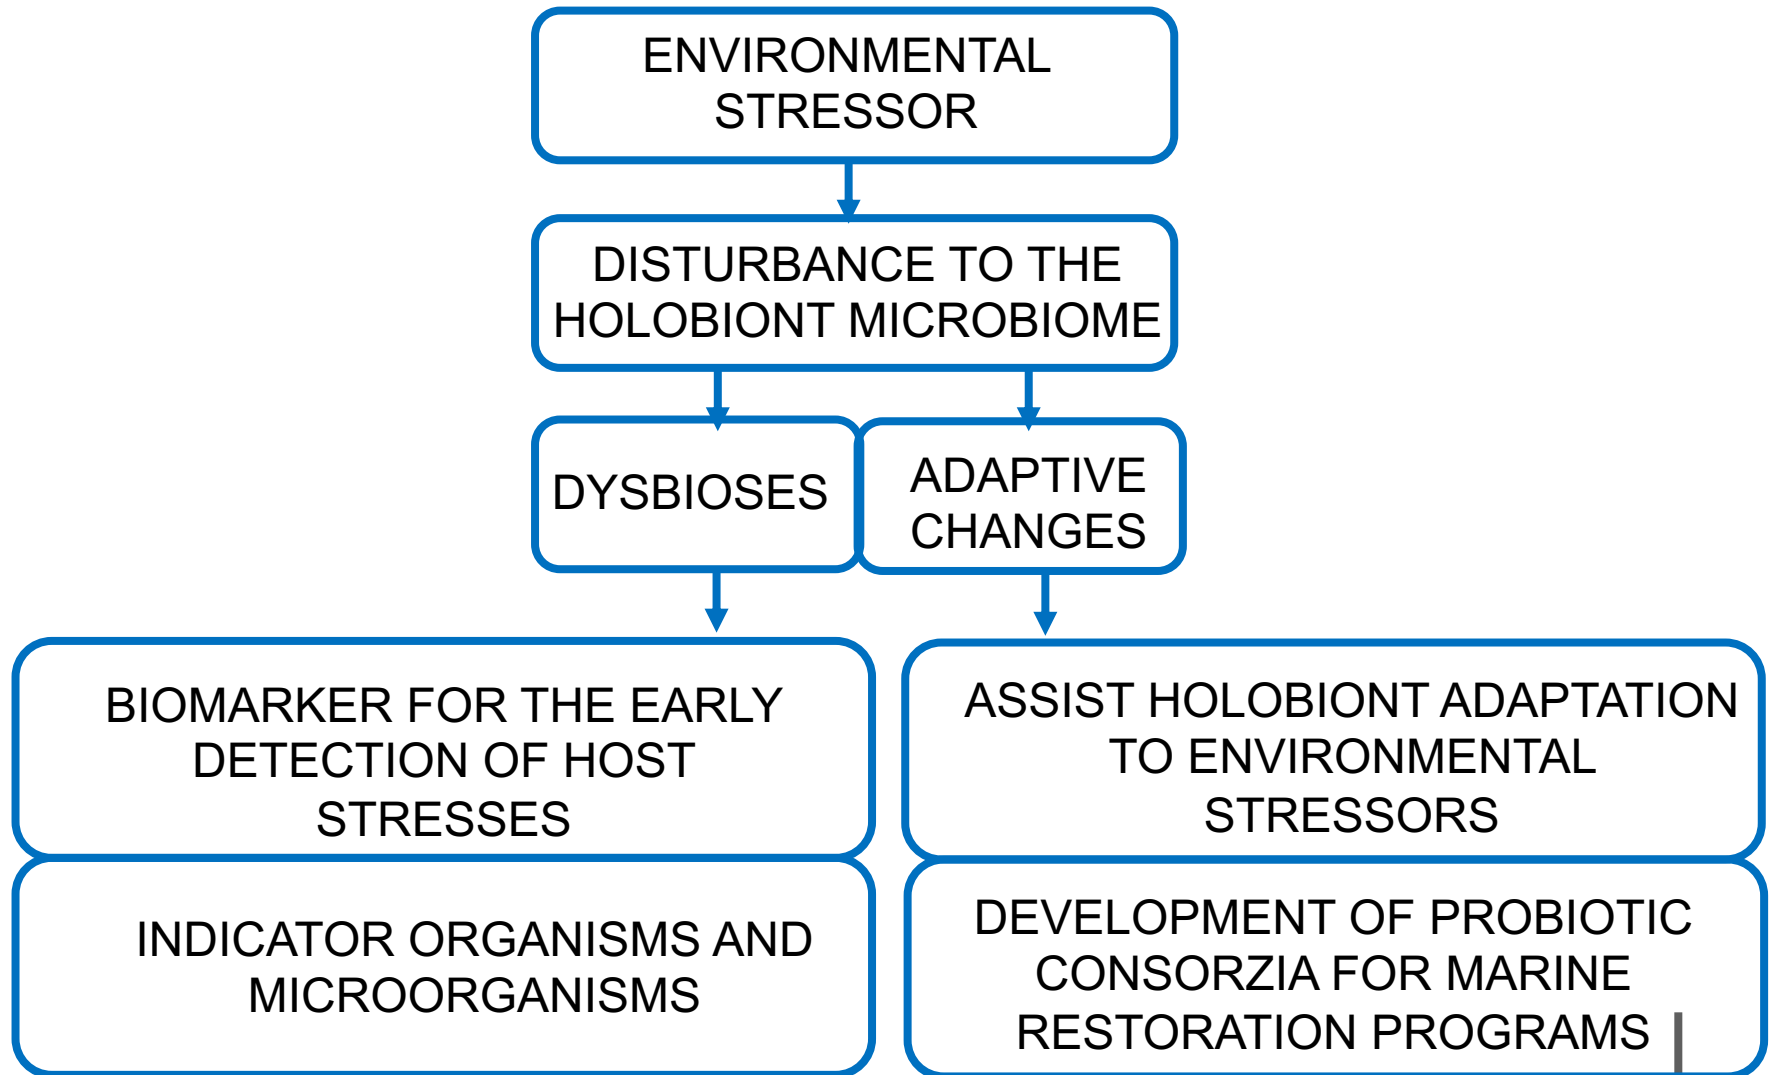 ENVIRONMENTAL
STRESSOR
DISTURBANCE TO THE
HOLOBIONT MICROBIOME
DYSBIOSES
ADAPTIVE
CHANGES
BIOMARKER FOR THE EARLY
DETECTION OF HOST
STRESSES
ASSIST HOLOBIONT ADAPTATION
TO ENVIRONMENTAL
STRESSORS
INDICATOR ORGANISMS AND
MICROORGANISMS
DEVELOPMENT OF PROBIOTIC
CONSORZIA FOR MARINE
RESTORATION PROGRAMS